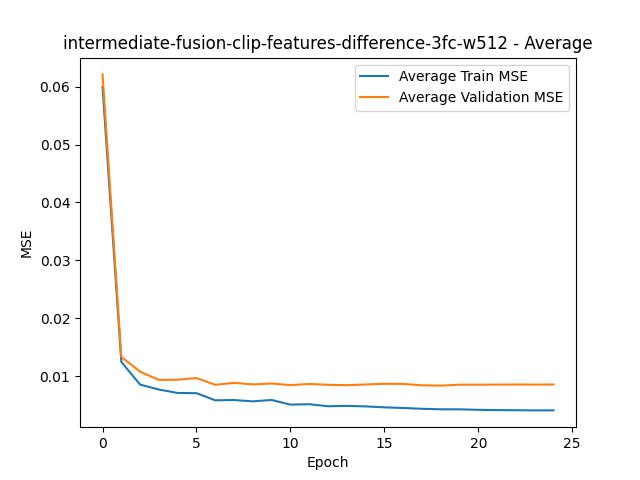 intermediate-fusion-clip-features-difference-3fc-w512 - Average
Average Train MSE
Average Validation MSE
0.06
0.05
0.04
0.03
0.02
0.01
MSE
0 5 10 15 20 25
Epoch